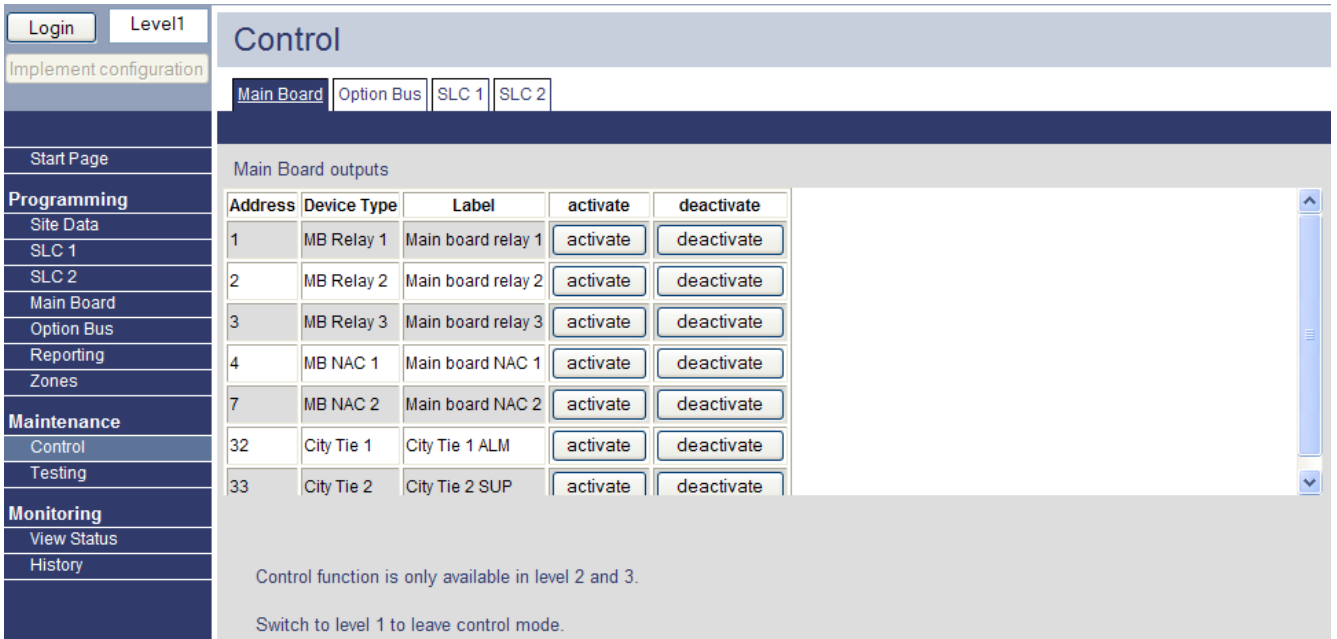 Login Level1
Implement configuration
Control
Main Board Option Bus SLC 1 SLC 2
Start Page
Programming
Site Data
SLC 1
SLC 2
Main Board
Option Bus
Reporting
Zones
Maintenance
Control
Testing
Monitoring
View Status
History
Main Board outputs
Address Device Type Label activate deactivate
1 MB Relay 1 Main board relay 1 activate deactivate
2 MB Relay 2 Main board relay 2 activate deactivate
3 MB Relay 3 Main board relay 3 activate deactivate
4 MB NAC 1 Main board NAC 1 activate deactivate
7 MB NAC 2 Main board NAC 2 activate deactivate
32 City Tie 1 City Tie 1 ALM activate deactivate
33 City Tie 2 City Tie 2 SUP activate deactivate
Control function is only available in level 2 and 3.
Switch to level 1 to leave control mode.